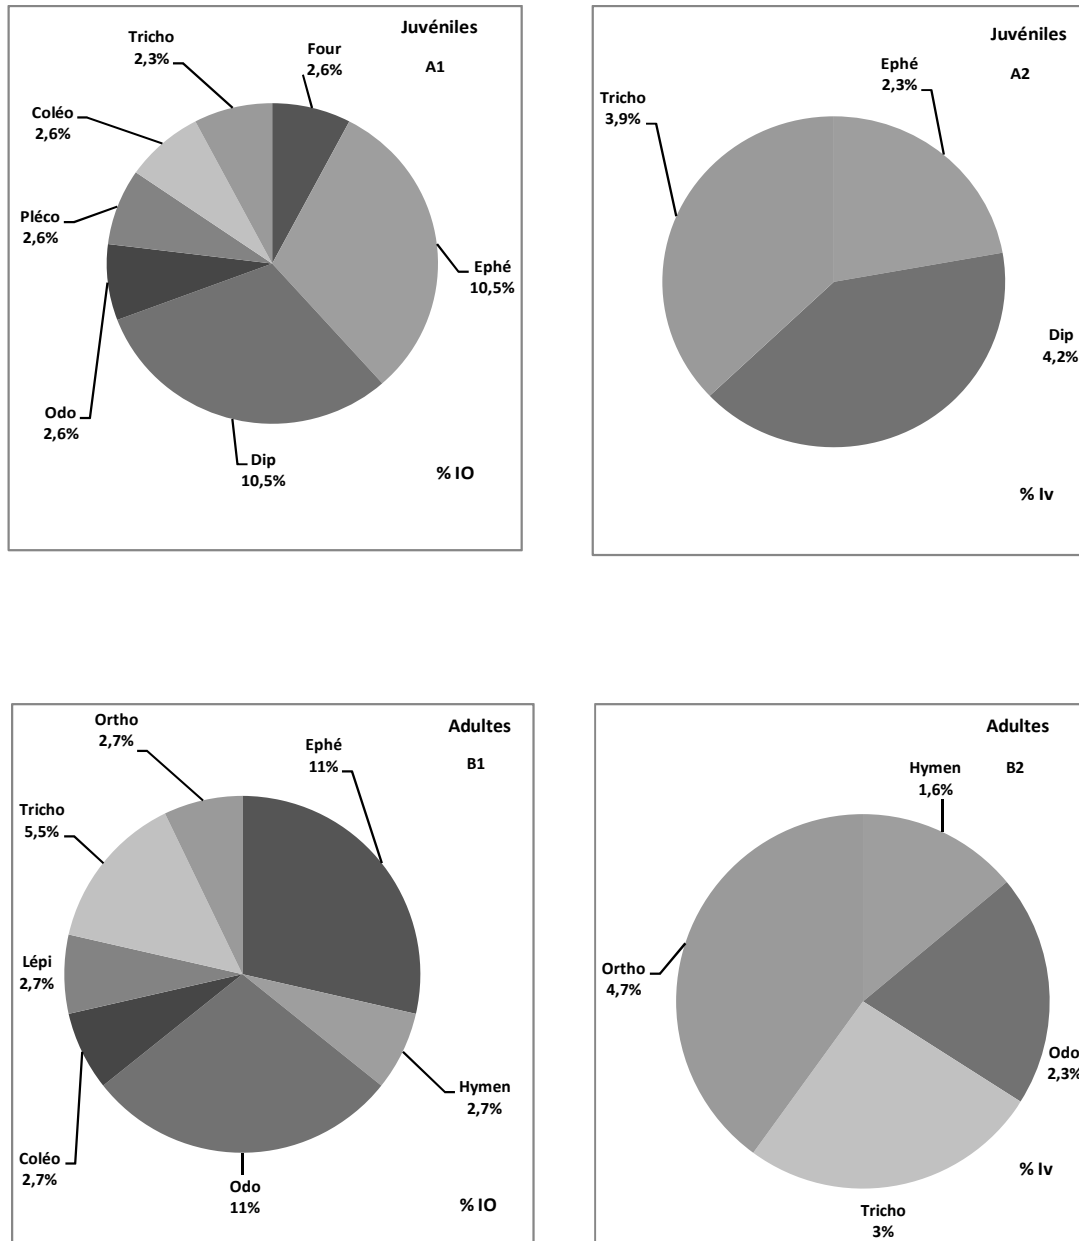 Juvéniles
A1
Tricho
2,3%
Four
2,6%
Coléo
2,6%
Pléco
2,6%
Ephé
10,5%
Odo
2,6%
Dip
10,5%
% IO
Juvéniles
A2
Ephé
2,3%
Tricho
3,9%
Dip
4,2%
% Iv
Adultes
B1
Ortho
2,7%
Ephé
11%
Tricho
5,5%
Lépi
2,7%
Hymen
2,7%
Coléo
2,7%
Odo
11%
% IO
Adultes
B2
Hymen
1,6%
Ortho
4,7%
Odo
2,3%
Tricho
3%
% Iv